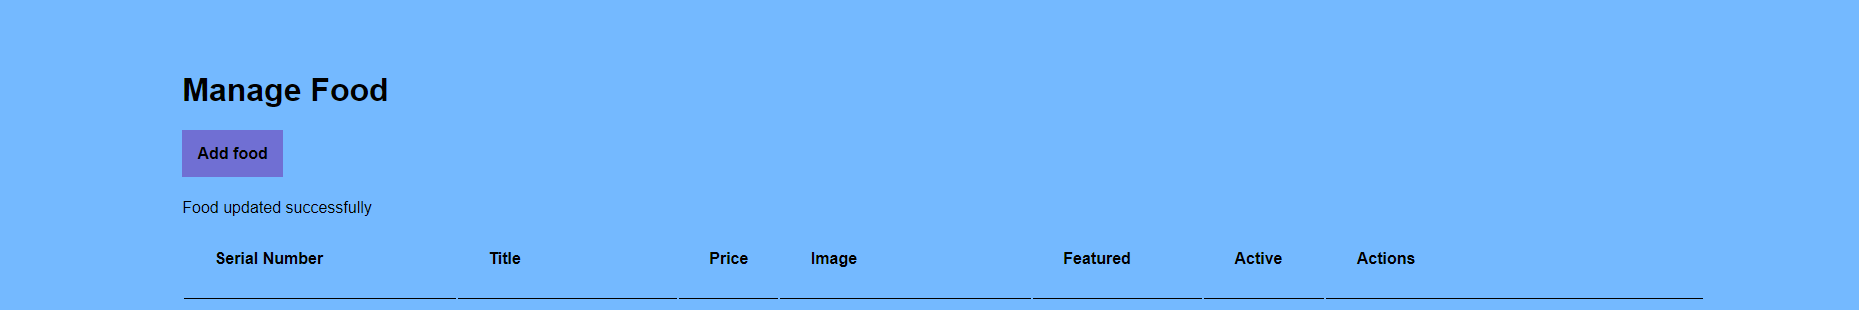 Manage Food
Add food
Food updated successfully
Serial Number Title Price Image Featured Active Actions